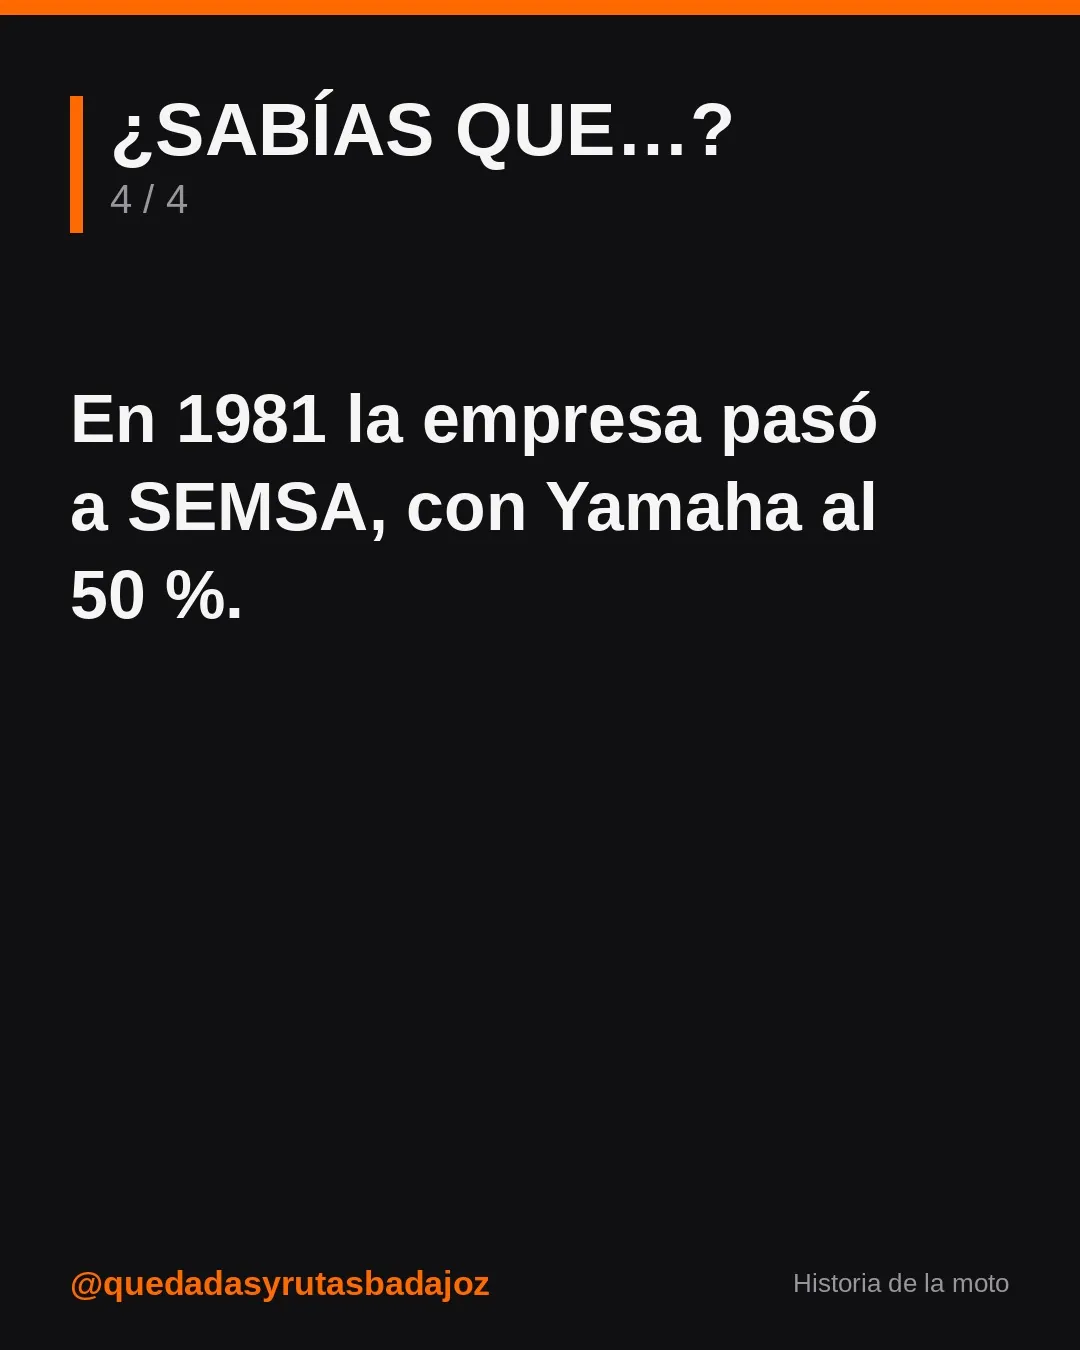 ¿SABÍAS QUE…?
4 / 4
En 1981 la empresa pasó
a SEMSA, con Yamaha al
50 %.
@quedadasyrutasbadajoz
Historia de la moto